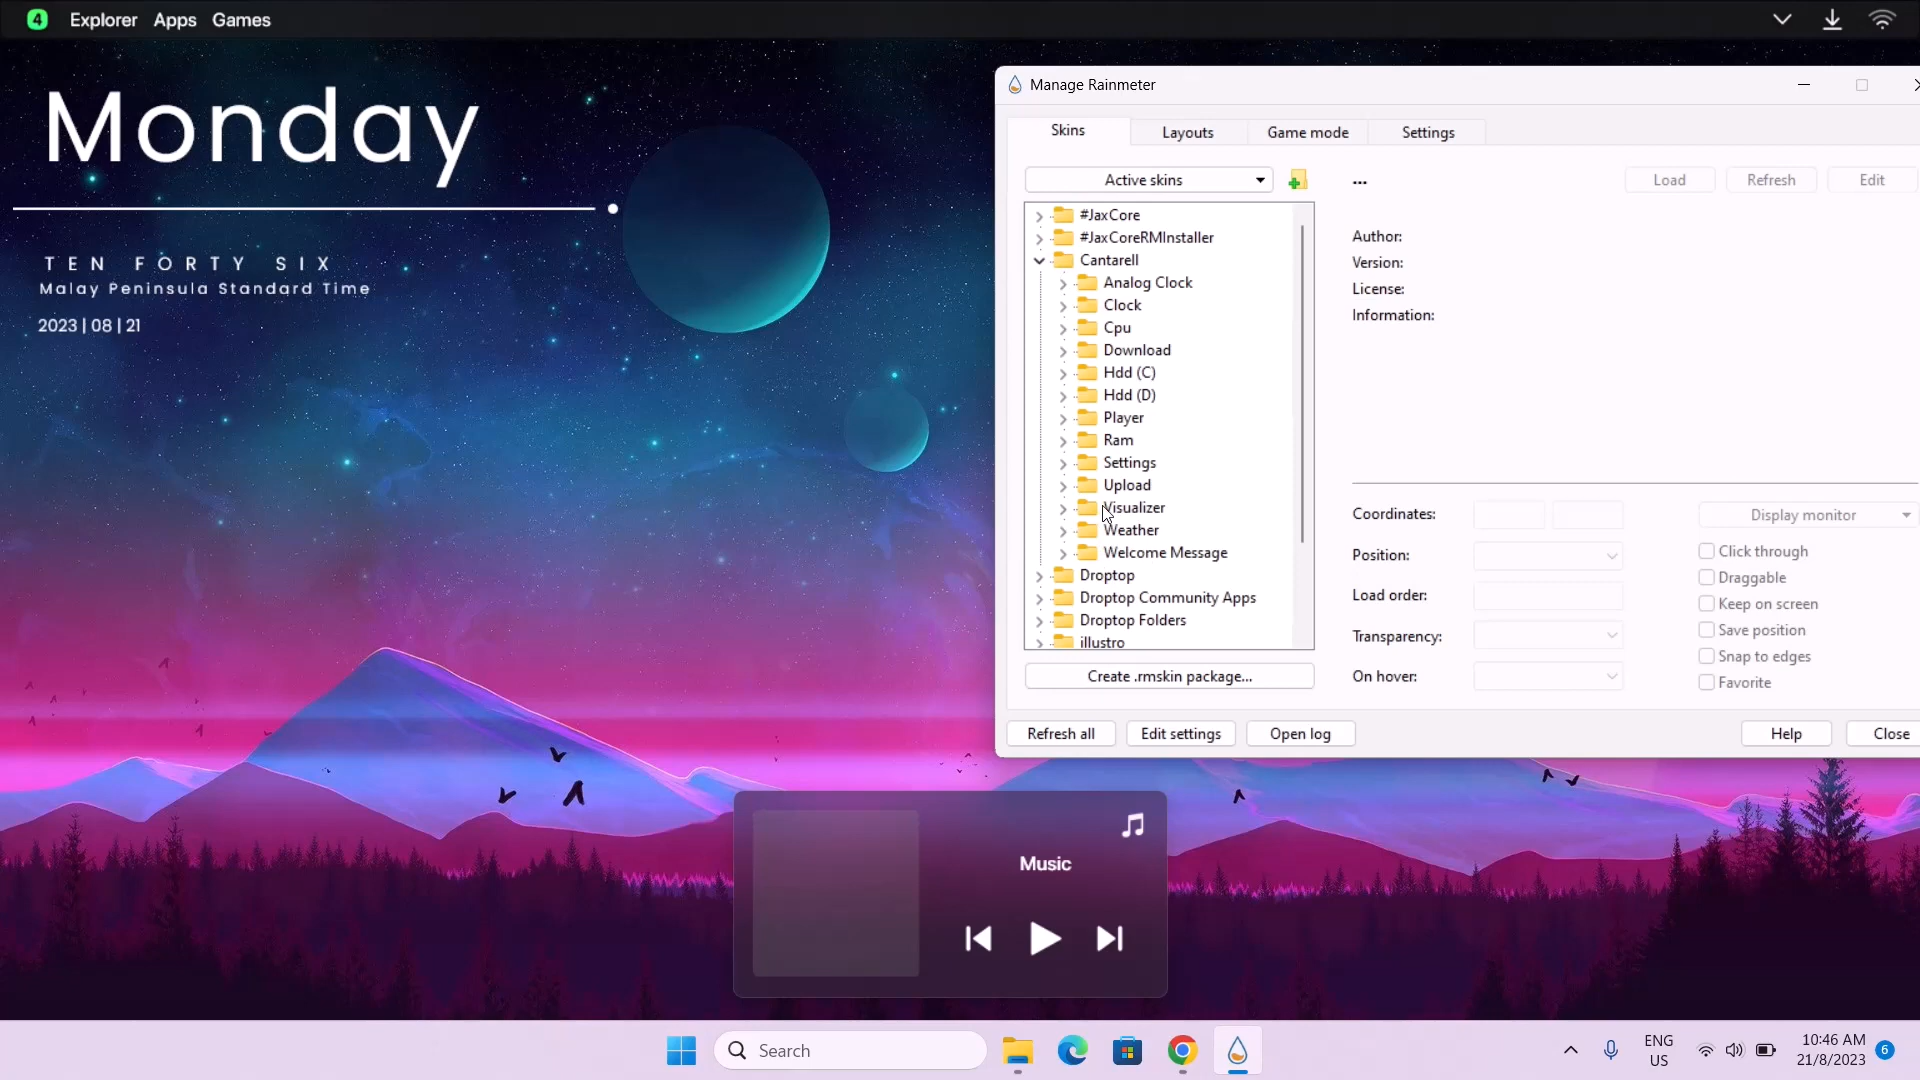 4 Explorer Apps Games
Monday
TEN FORTY SIX
Malay Peninsula Standard Time
2023 | 08 | 21
Manage Rainmeter
Skins Layouts Game mode Settings
Active skins
...
Load Refresh Edit
#JaxCore
#JaxCoreRMInstaller
Cantarell
Analog Clock
Clock
Cpu
Download
Hdd (C)
Hdd (D)
Player
Ram
Settings
Upload
Visualizer
Weather
Welcome Message
Droptop
Droptop Community Apps
Droptop Folders
illustro
Create .rmskin package...
Author:
Version:
License:
Information:
Coordinates:
Position:
Load order:
Transparency:
On hover:
Display monitor
Click through
Draggable
Keep on screen
Save position
Snap to edges
Favorite
Refresh all Edit settings Open log Help Close
Music
Search
ENG
US
10:46 AM
21/8/2023
6